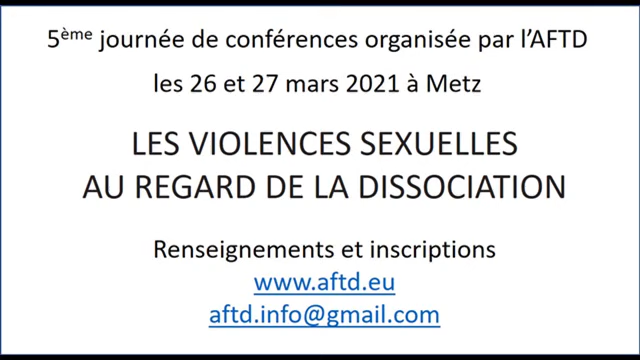 5ème journée de conférences organisée par l'AFTD
les 26 et 27 mars 2021 à Metz
LES VIOLENCES SEXUELLES
AU REGARD DE LA DISSOCIATION
Renseignements et inscriptions
www.aftd.eu
aftd.info@gmail.com